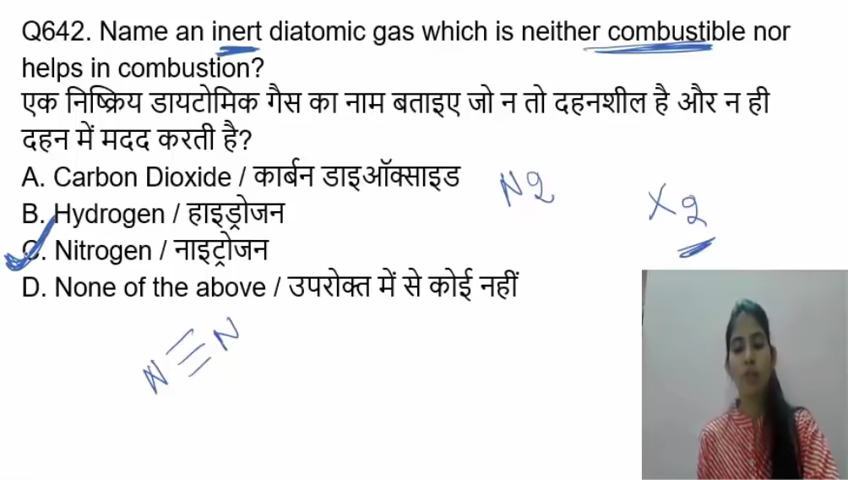 Q642. Name an inert diatomic gas which is neither combustible nor
helps in combustion?
एक निष्क्रिय डायटोमिक गैस का नाम बताइए जो न तो दहनशील है और न ही
दहन में मदद करती है?
A. Carbon Dioxide / कार्बन डाइऑक्साइड
B. Hydrogen / हाइड्रोजन
C. Nitrogen / नाइट्रोजन
D. None of the above / उपरोक्त में से कोई नहीं
N2
X2
N≡N